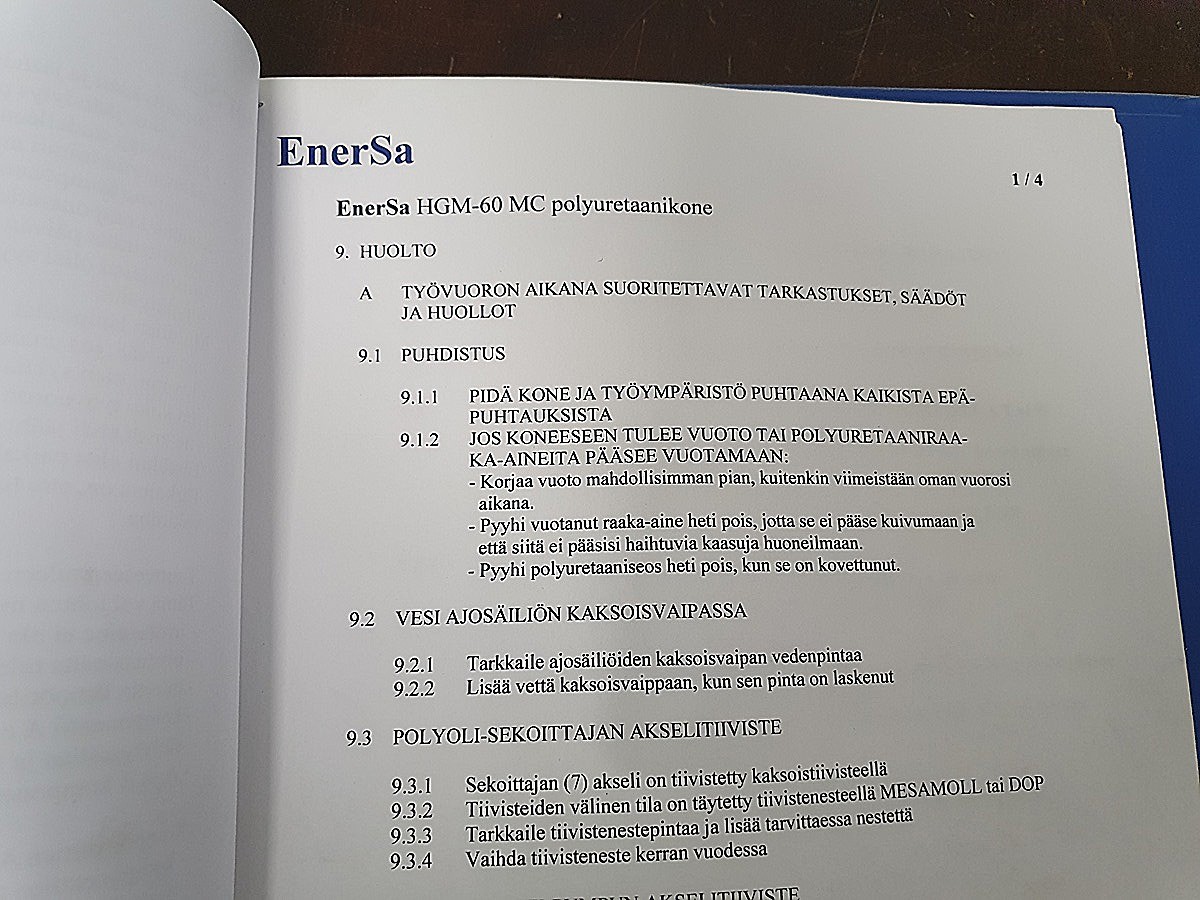 EnerSa
1 / 4
EnerSa HGM-60 MC polyuretaanikone
9. HUOLTO
A TYÖVUORON AIKANA SUORITETTAVAT TARKASTUKSET, SÄÄDÖT
JA HUOLLOT
9.1 PUHDISTUS
9.1.1 PIDÄ KONE JA TYÖYMPÄRISTÖ PUHTAANA KAIKISTA EPÄ-
PUHTAUKSISTA
9.1.2 JOS KONEESEEN TULEE VUOTO TAI POLYURETAANIRAA-
KA-AINEITA PÄÄSEE VUOTAMAAN:
- Korjaa vuoto mahdollisimman pian, kuitenkin viimeistään oman vuorosi
aikana.
- Pyyhi vuotanut raaka-aine heti pois, jotta se ei pääse kuivumaan ja
että siitä ei pääsisi haihtuvia kaasuja huoneilmaan.
- Pyyhi polyuretaaniseos heti pois, kun se on kovettunut.
9.2 VESI AJOSÄILIÖN KAKSOISVAIPASSA
9.2.1 Tarkkaile ajosäiliöiden kaksoisvaipan vedenpintaa
9.2.2 Lisää vettä kaksoisvaippaan, kun sen pinta on laskenut
9.3 POLYOLI-SEKOITTAJAN AKSELITIIVISTE
9.3.1 Sekoittajan (7) akseli on tiivistetty kaksoistiivisteellä
9.3.2 Tiivisteiden välinen tila on täytetty tiivistenesteellä MESAMOLL tai DOP
9.3.3 Tarkkaile tiivistenestepintaa ja lisää tarvittaessa nestettä
9.3.4 Vaihda tiivisteneste kerran vuodessa
AKSELITIIVISTE